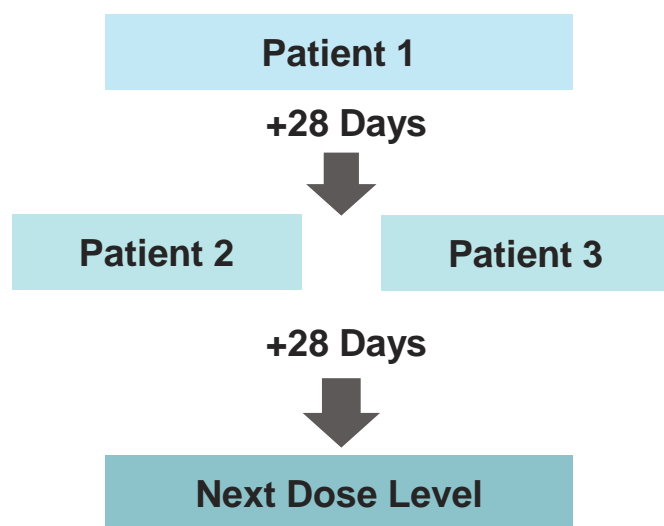 Patient 1
+28 Days
Patient 2
Patient 3
+28 Days
Next Dose Level